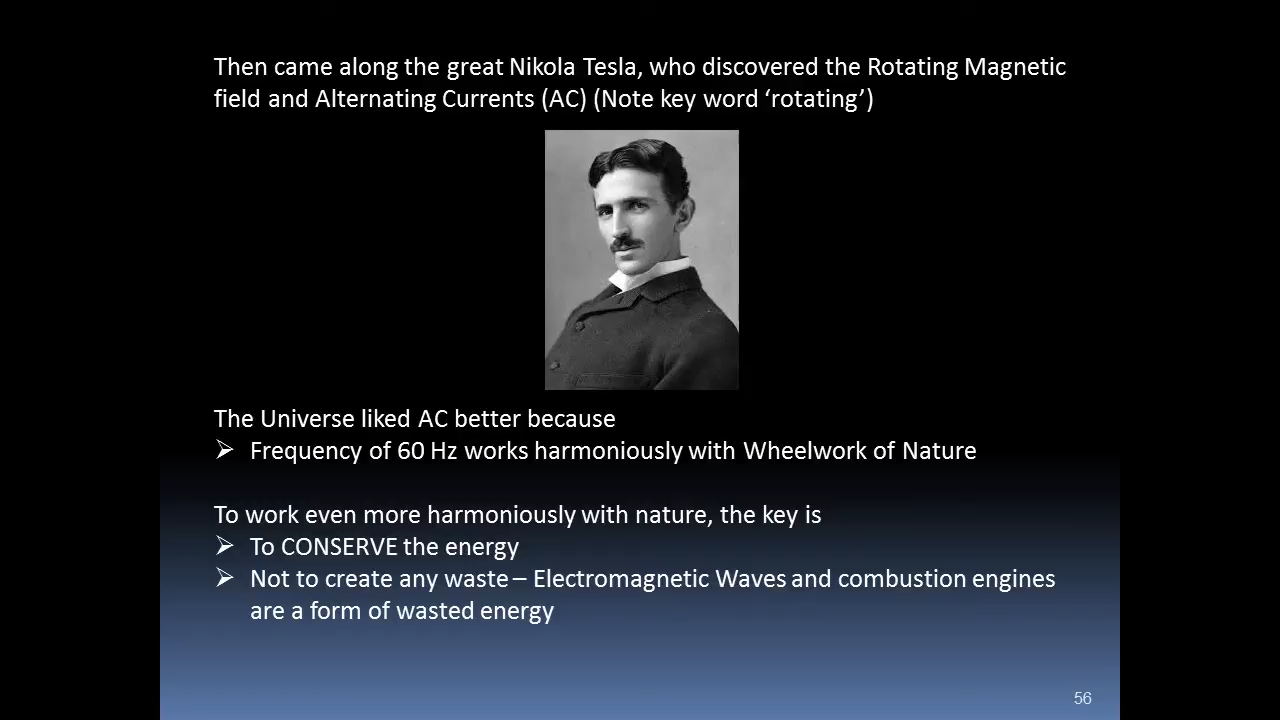 Then came along the great Nikola Tesla, who discovered the Rotating Magnetic
field and Alternating Currents (AC) (Note key word ‘rotating’)
The Universe liked AC better because
➢ Frequency of 60 Hz works harmoniously with Wheelwork of Nature
To work even more harmoniously with nature, the key is
➢ To CONSERVE the energy
➢ Not to create any waste – Electromagnetic Waves and combustion engines
are a form of wasted energy
56